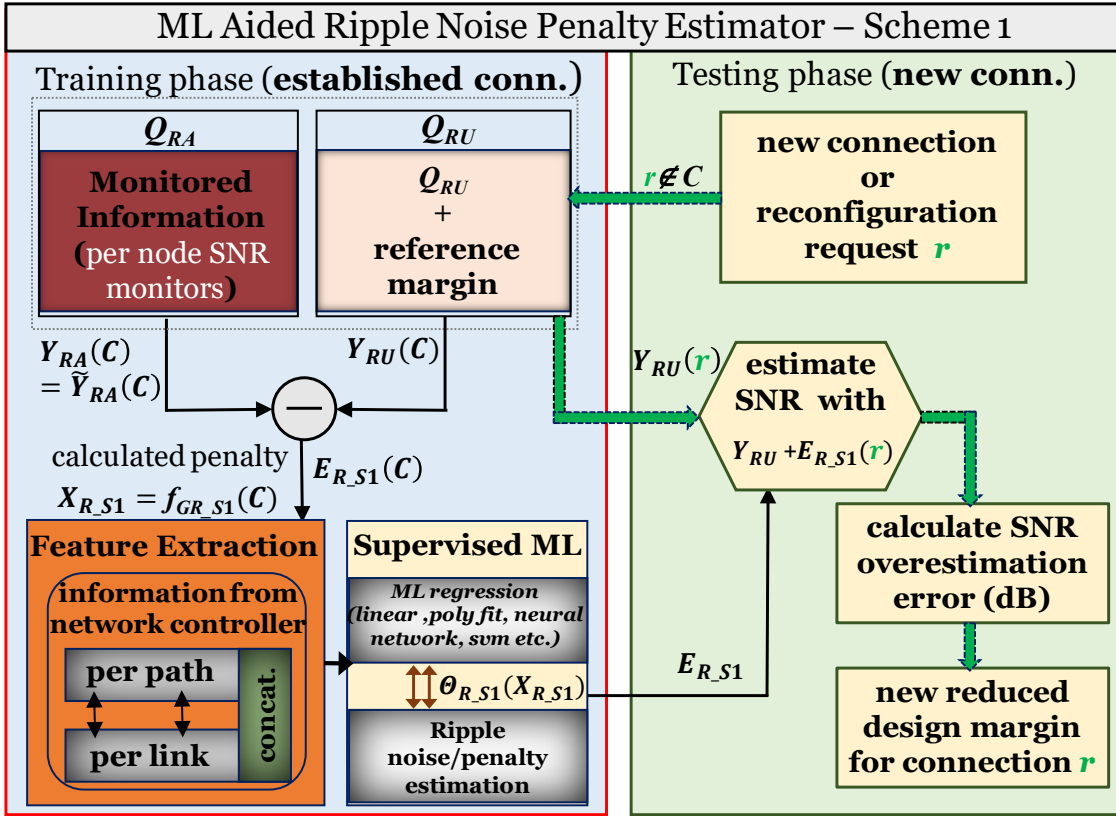 ML Aided Ripple Noise Penalty Estimator – Scheme 1
Training phase (established conn.)
Q_RA
Monitored
Information
(per node SNR
monitors)
Q_RU
Q_RU
+
reference
margin
Y_RA(C)
= Ỹ_RA(C)
Y_RU(C)
—
calculated penalty
X_R_S1 = f_GR_S1(C)
E_R_S1(C)
Feature Extraction
information from
network controller
per path
per link
concat.
Supervised ML
ML regression
(linear ,poly fit, neural
network, svm etc.)
Θ_R_S1(X_R_S1)
Ripple
noise/penalty
estimation
E_R_S1
Testing phase (new conn.)
new connection
or
reconfiguration
request r
r∉C
Y_RU(r)
estimate
SNR with
Y_RU +E_R_S1(r)
calculate SNR
overestimation
error (dB)
new reduced
design margin
for connection r